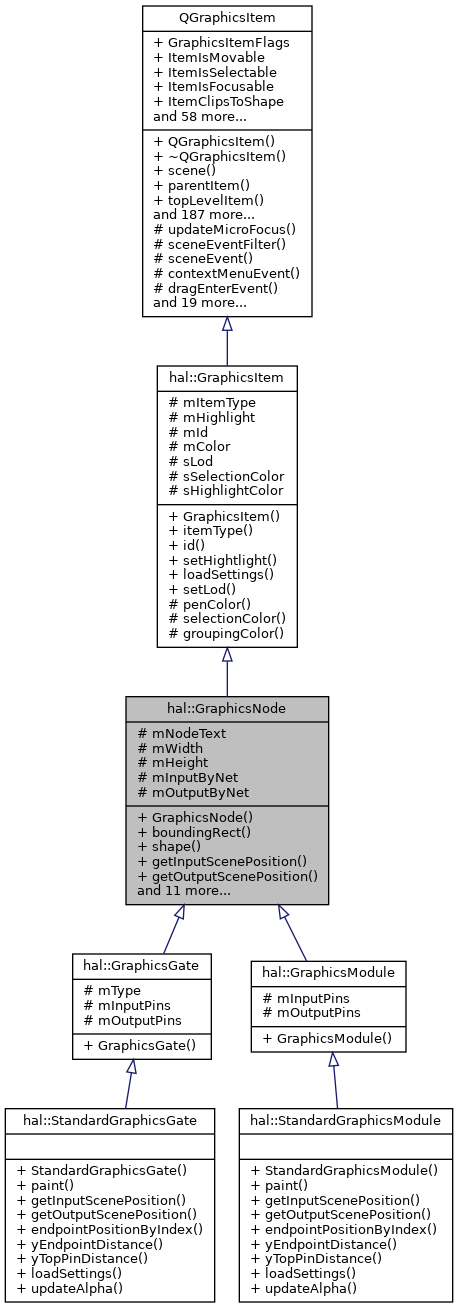 QGraphicsItem
+ GraphicsItemFlags
+ ItemIsMovable
+ ItemIsSelectable
+ ItemIsFocusable
+ ItemClipsToShape
and 58 more...
+ QGraphicsItem()
+ ~QGraphicsItem()
+ scene()
+ parentItem()
+ topLevelItem()
and 187 more...
# updateMicroFocus()
# sceneEventFilter()
# sceneEvent()
# contextMenuEvent()
# dragEnterEvent()
and 19 more...
hal::GraphicsItem
# mItemType
# mHighlight
# mId
# mColor
# sLod
# sSelectionColor
# sHighlightColor
+ GraphicsItem()
+ itemType()
+ id()
+ setHightlight()
+ loadSettings()
+ setLod()
# penColor()
# selectionColor()
# groupingColor()
hal::GraphicsNode
# mNodeText
# mWidth
# mHeight
# mInputByNet
# mOutputByNet
+ GraphicsNode()
+ boundingRect()
+ shape()
+ getInputScenePosition()
+ getOutputScenePosition()
and 11 more...
hal::GraphicsGate
# mType
# mInputPins
# mOutputPins
+ GraphicsGate()
hal::GraphicsModule
# mInputPins
# mOutputPins
+ GraphicsModule()
hal::StandardGraphicsGate
+ StandardGraphicsGate()
+ paint()
+ getInputScenePosition()
+ getOutputScenePosition()
+ endpointPositionByIndex()
+ yEndpointDistance()
+ yTopPinDistance()
+ loadSettings()
+ updateAlpha()
hal::StandardGraphicsModule
+ StandardGraphicsModule()
+ paint()
+ getInputScenePosition()
+ getOutputScenePosition()
+ endpointPositionByIndex()
+ yEndpointDistance()
+ yTopPinDistance()
+ loadSettings()
+ updateAlpha()